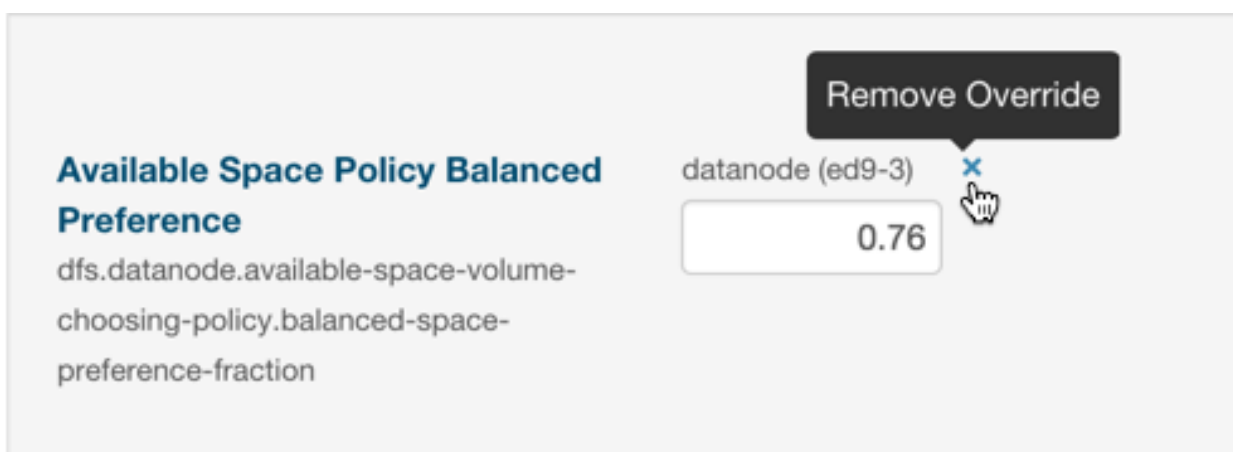 Remove Override
Available Space Policy Balanced
Preference
dfs.datanode.available-space-volume-
choosing-policy.balanced-space-
preference-fraction
datanode (ed9-3)
0.76